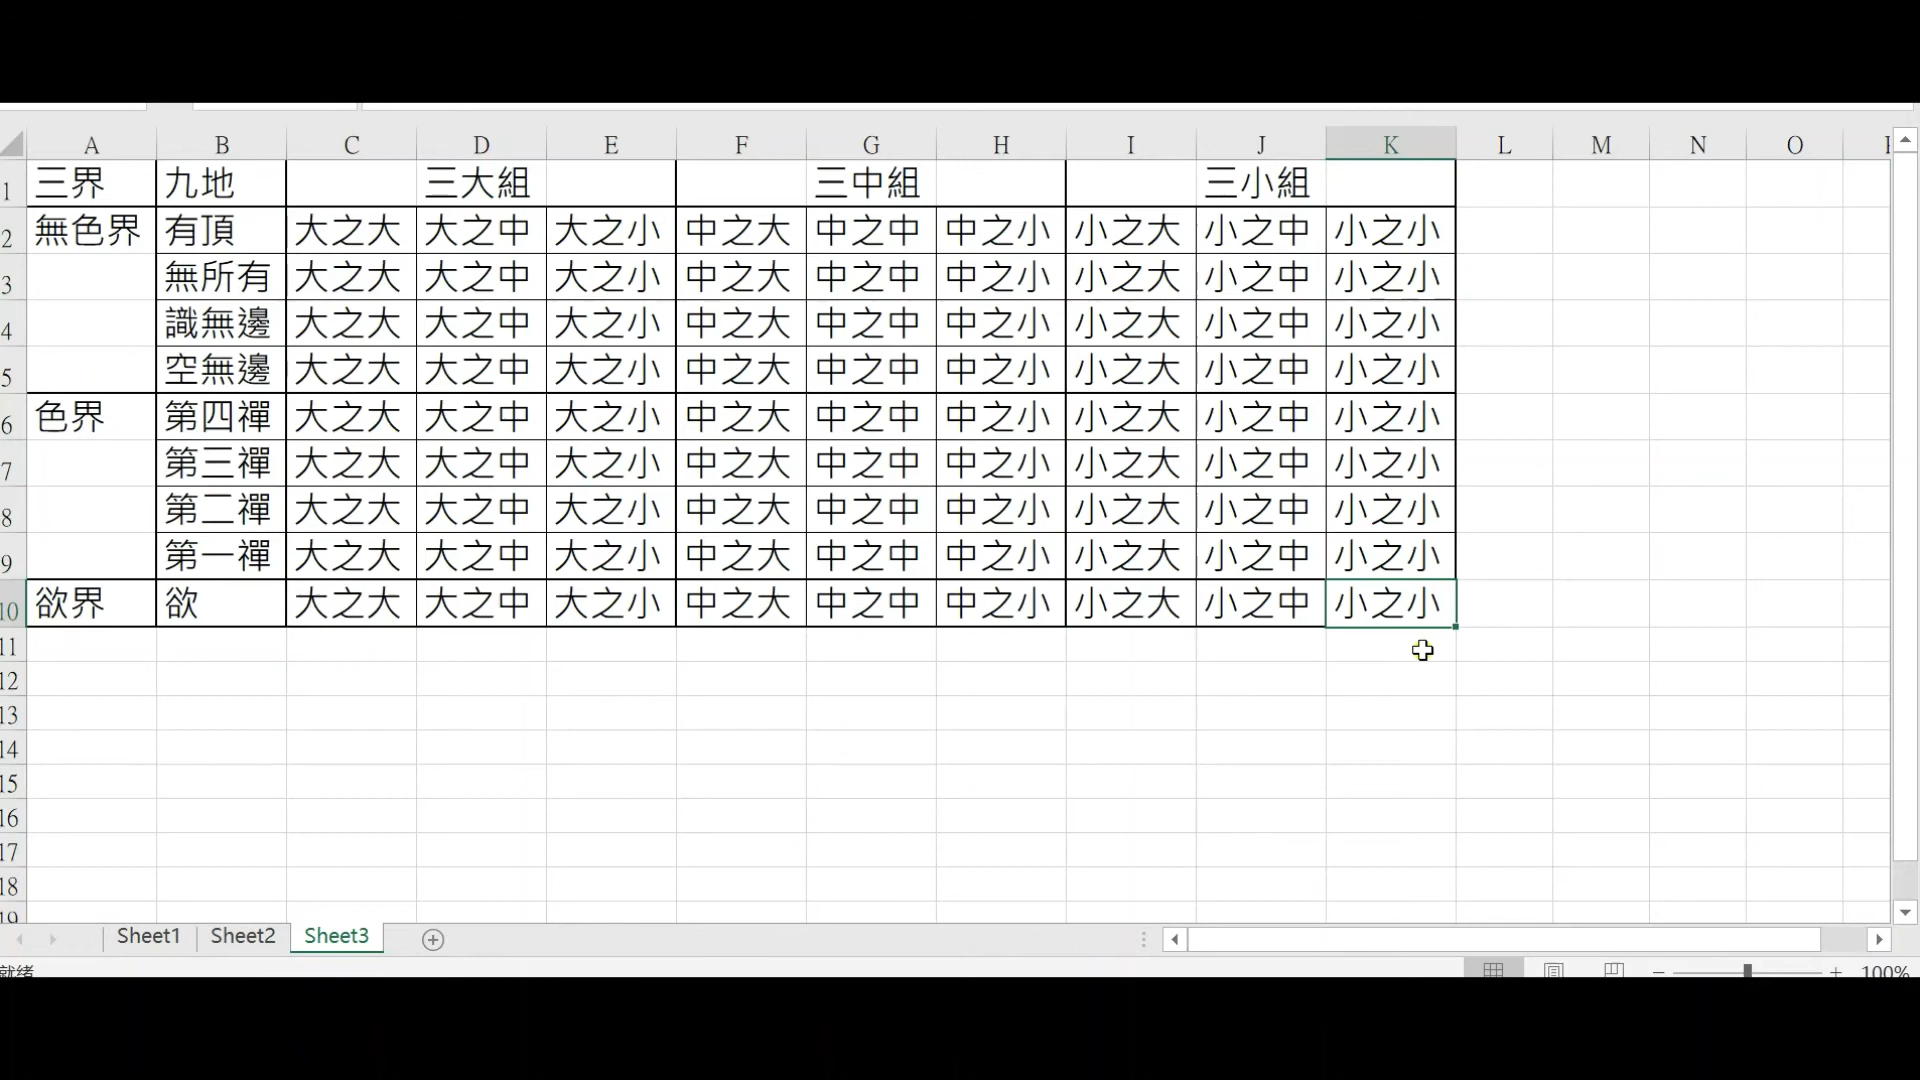 A B C D E F G H I J K L M N O
1 三界 九地 三大組 三中組 三小組
2 無色界 有頂 大之大 大之中 大之小 中之大 中之中 中之小 小之大 小之中 小之小
3 無所有 大之大 大之中 大之小 中之大 中之中 中之小 小之大 小之中 小之小
4 識無邊 大之大 大之中 大之小 中之大 中之中 中之小 小之大 小之中 小之小
5 空無邊 大之大 大之中 大之小 中之大 中之中 中之小 小之大 小之中 小之小
6 色界 第四禪 大之大 大之中 大之小 中之大 中之中 中之小 小之大 小之中 小之小
7 第三禪 大之大 大之中 大之小 中之大 中之中 中之小 小之大 小之中 小之小
8 第二禪 大之大 大之中 大之小 中之大 中之中 中之小 小之大 小之中 小之小
9 第一禪 大之大 大之中 大之小 中之大 中之中 中之小 小之大 小之中 小之小
10 欲界 欲 大之大 大之中 大之小 中之大 中之中 中之小 小之大 小之中 小之小
11
12
13
14
15
16
17
18
19
Sheet1 Sheet2 Sheet3
就绪 100%